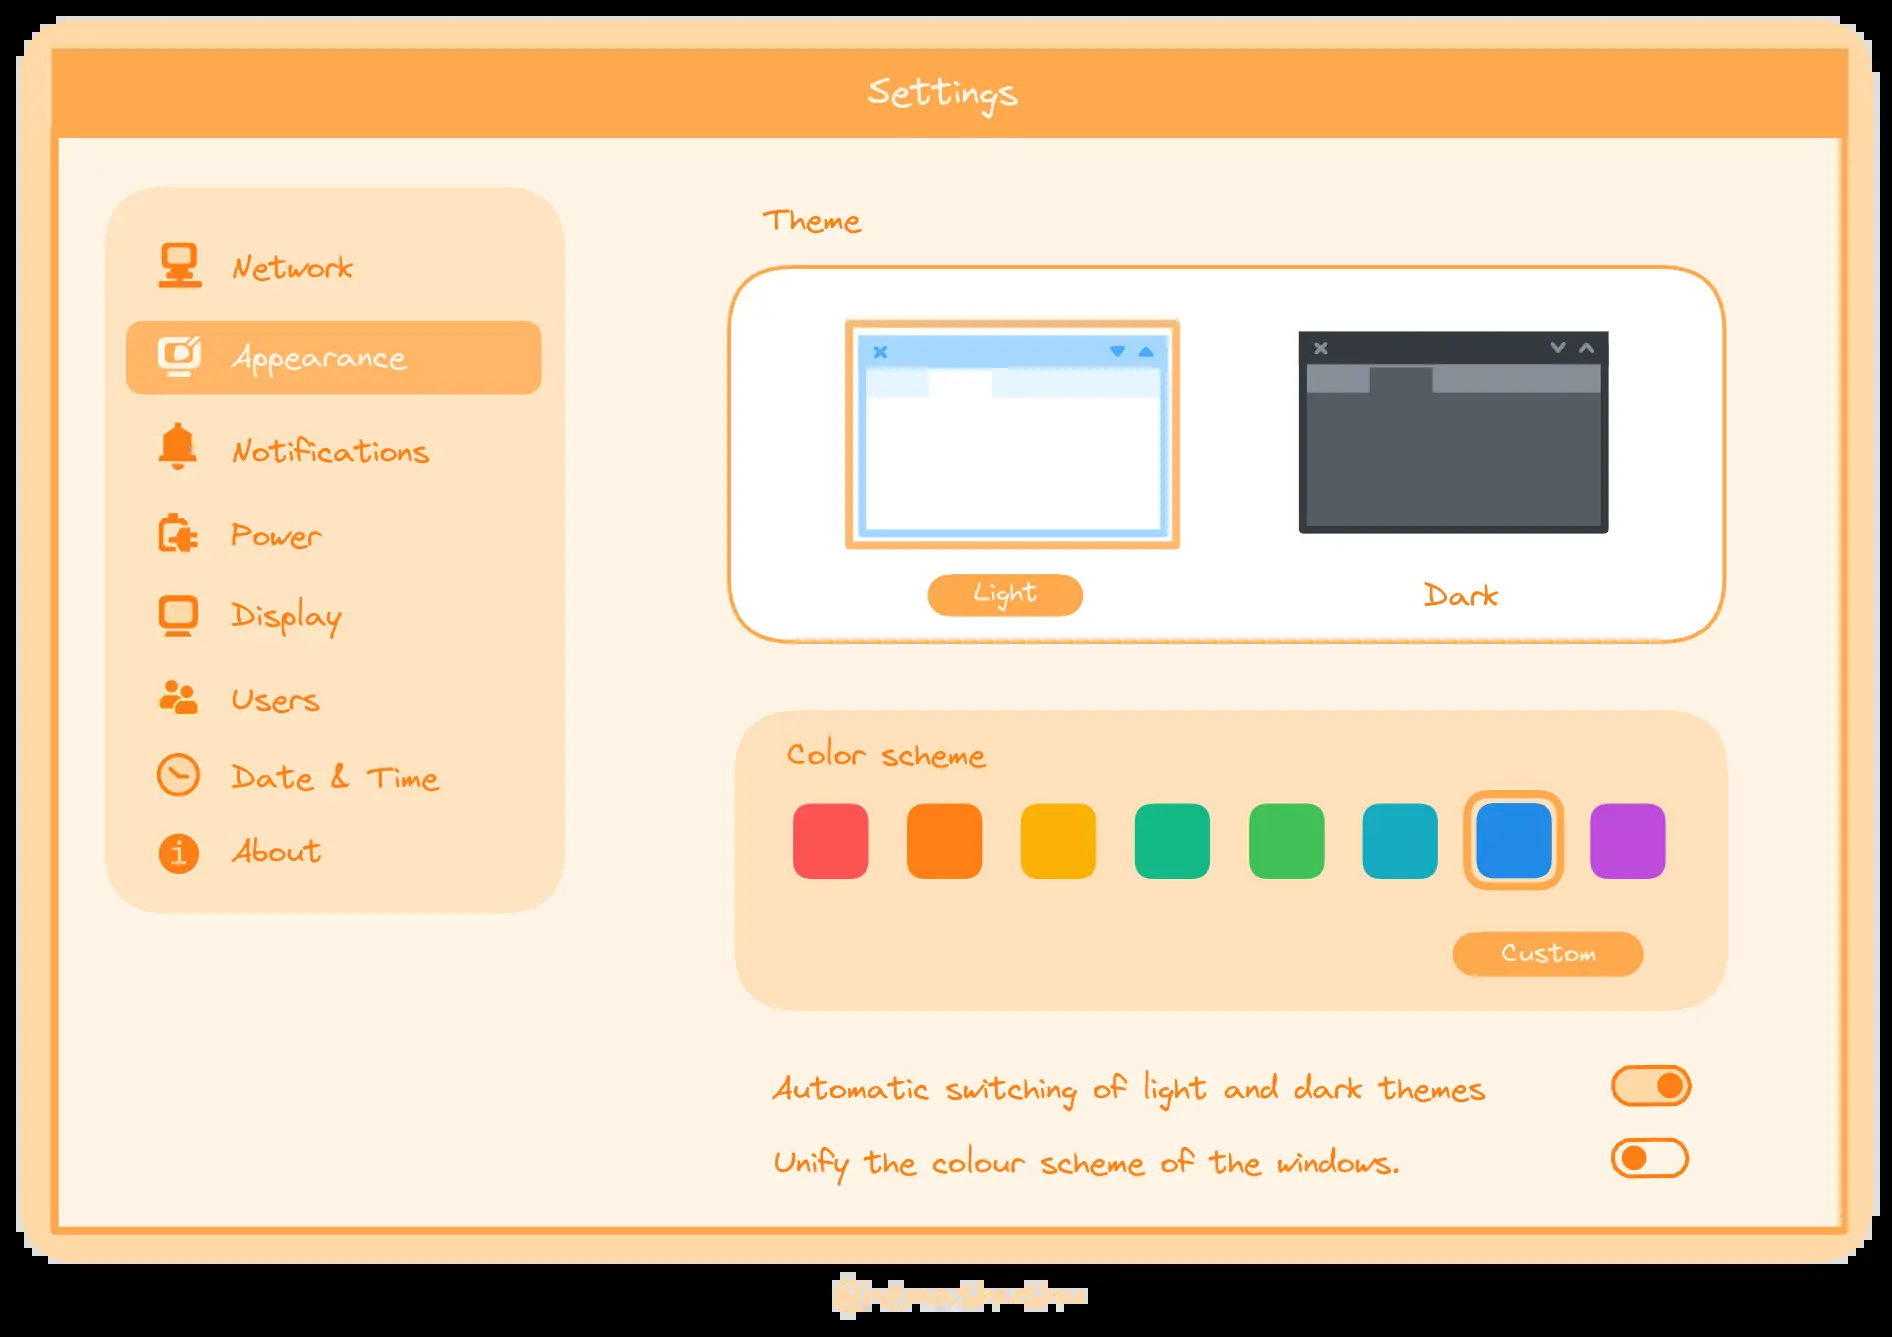 Settings
Network
Appearance
Notifications
Power
Display
Users
Date & Time
About
Theme
Light
Dark
Color scheme
Custom
Automatic switching of light and dark themes
Unify the colour scheme of the windows.
@hemashushu